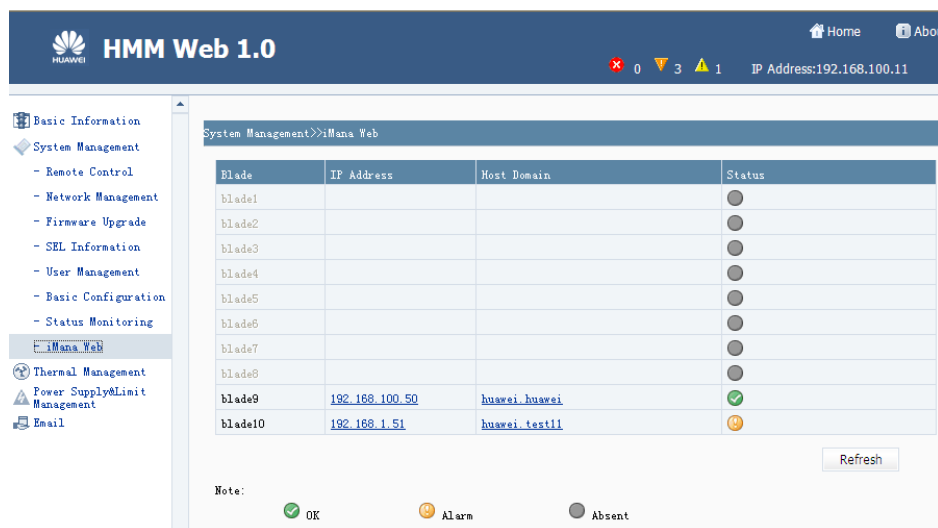 Home
Abou
HUAWEI
HMM Web 1.0
0 3 1 IP Address:192.168.100.11
Basic Information
System Management
- Remote Control
- Network Management
- Firmware Upgrade
- SEL Information
- User Management
- Basic Configuration
- Status Monitoring
- iMana Web
Thermal Management
Power Supply&Limit
Management
Email
System Management>>iMana Web
Blade IP Address Host Domain Status
blade1
blade2
blade3
blade4
blade5
blade6
blade7
blade8
blade9 192.168.100.50 huawei.huawei
blade10 192.168.1.51 huawei.test11
Refresh
Note:
OK Alarm Absent